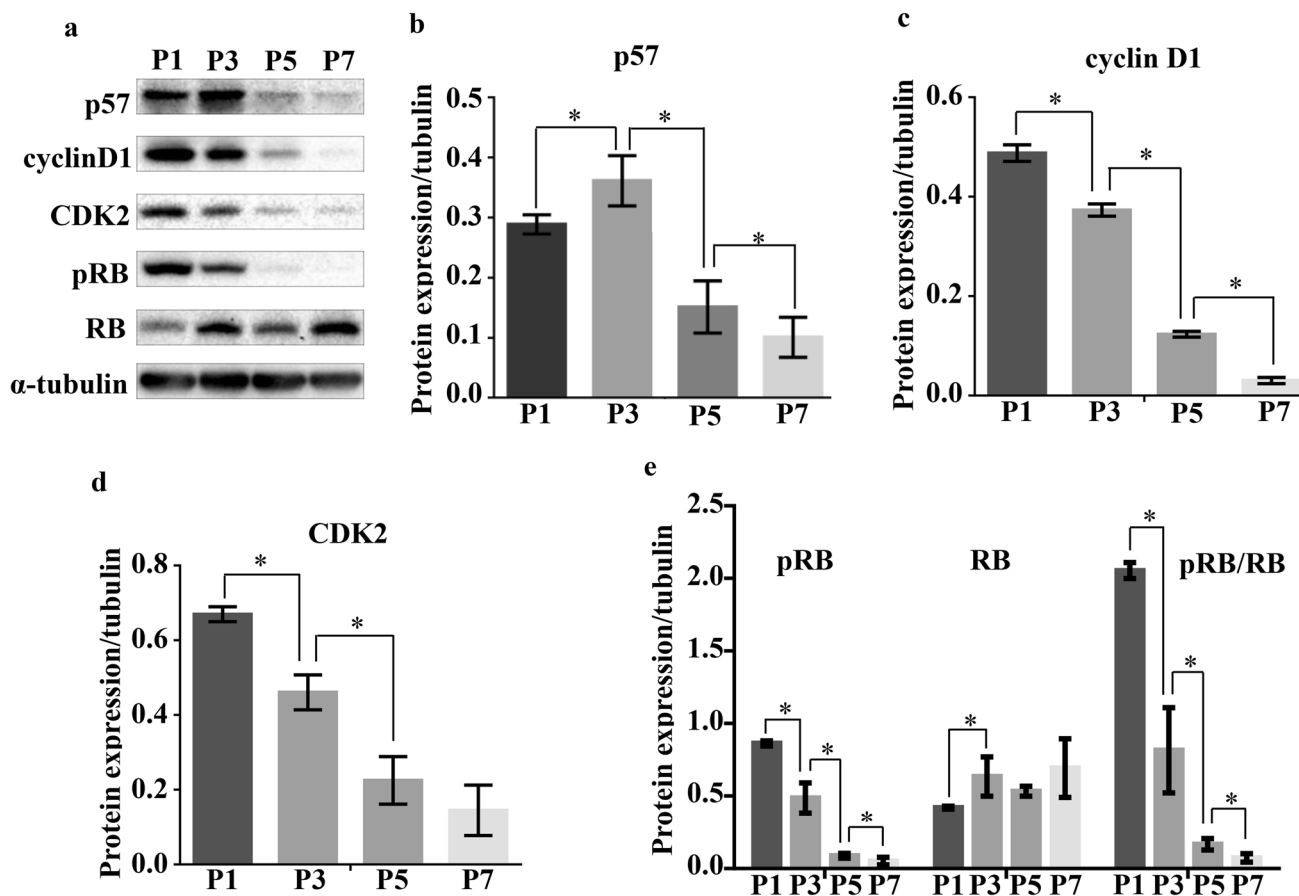 a
P1 P3 P5 P7
p57
cyclinD1
CDK2
pRB
RB
α-tubulin
b
p57
Protein expression/tubulin
0.5
0.4
0.3
0.2
0.1
0.0
* * *
P1 P3 P5 P7
c
cyclin D1
Protein expression/tubulin
0.6
0.4
0.2
0.0
* * *
P1 P3 P5 P7
d
CDK2
Protein expression/tubulin
0.8
0.6
0.4
0.2
0.0
* *
P1 P3 P5 P7
e
Protein expression/tubulin
2.5
2.0
1.5
1.0
0.5
0.0
pRB RB pRB/RB
* * *
*
* * *
P1 P3 P5 P7 P1 P3 P5 P7 P1 P3 P5 P7